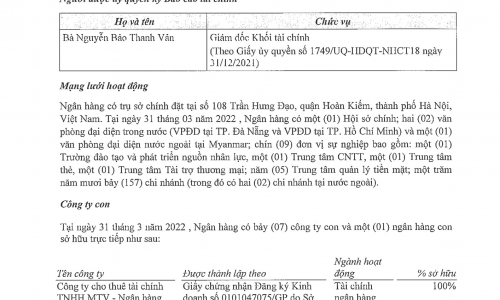 Người được ủy quyền ký Báo cáo tài chính
Họ và tên Chức vụ
Bà Nguyễn Bảo Thanh Vân Giám đốc Khối tài chính
(Theo Giấy ủy quyền số 1749/UQ-HDQT-NHCT18 ngày
31/12/2021)
Mạng lưới hoạt động
Ngân hàng có trụ sở chính đặt tại số 108 Trần Hưng Đạo, quận Hoàn Kiếm, thành phố Hà Nội,
Việt Nam. Tại ngày 31 tháng 03 năm 2022 , Ngân hàng có một (01) Hội sở chính; hai (02) văn
phòng đại diện trong nước (VPĐD tại TP. Đà Nẵng và VPĐD tại TP. Hồ Chí Minh) và một (01)
văn phòng đại diện nước ngoài tại Myanmar; chín (09) đơn vị sự nghiệp bao gồm: một (01)
Trường đào tạo và phát triển nguồn nhân lực, một (01) Trung tâm CNTT, một (01) Trung tâm
thẻ, một (01) Trung tâm Tài trợ thương mại; năm (05) Trung tâm quản lý tiền mặt; một trăm
năm mươi bảy (157) chi nhánh (trong đó có hai (02) chi nhánh tại nước ngoài).
Công ty con
Tại ngày 31 tháng 3 năm 2022 , Ngân hàng có bảy (07) công ty con và một (01) ngân hàng con
sở hữu trực tiếp như sau:
Ngành hoạt
Tên công ty Được thành lập theo động % sở hữu
Công ty cho thuê tài chính Giấy chứng nhận Đăng ký Kinh Tài chính 100%
TNHH MTV - Ngân hàng doanh số 0101047075/GP do Sở ngân hàng